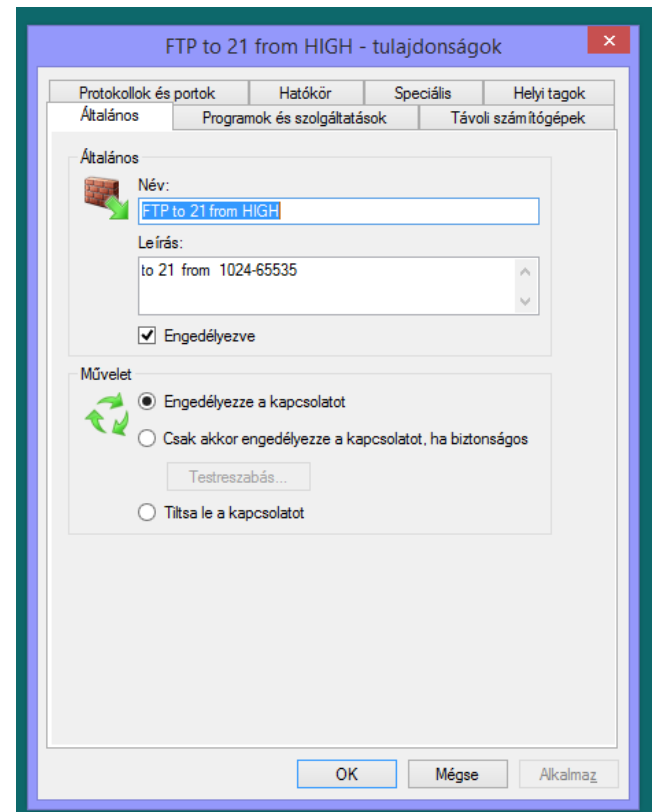 FTP to 21 from HIGH - tulajdonságok
Protokollok és portok Hatókör Speciális Helyi tagok
Általános Programok és szolgáltatások Távoli számítógépek
Általános
Név:
FTP to 21 from HIGH
Leírás:
to 21 from 1024-65535
Engedélyezve
Művelet
Engedélyezze a kapcsolatot
Csak akkor engedélyezze a kapcsolatot, ha biztonságos
Testreszabás...
Tiltsa le a kapcsolatot
OK Mégse Alkalmaz